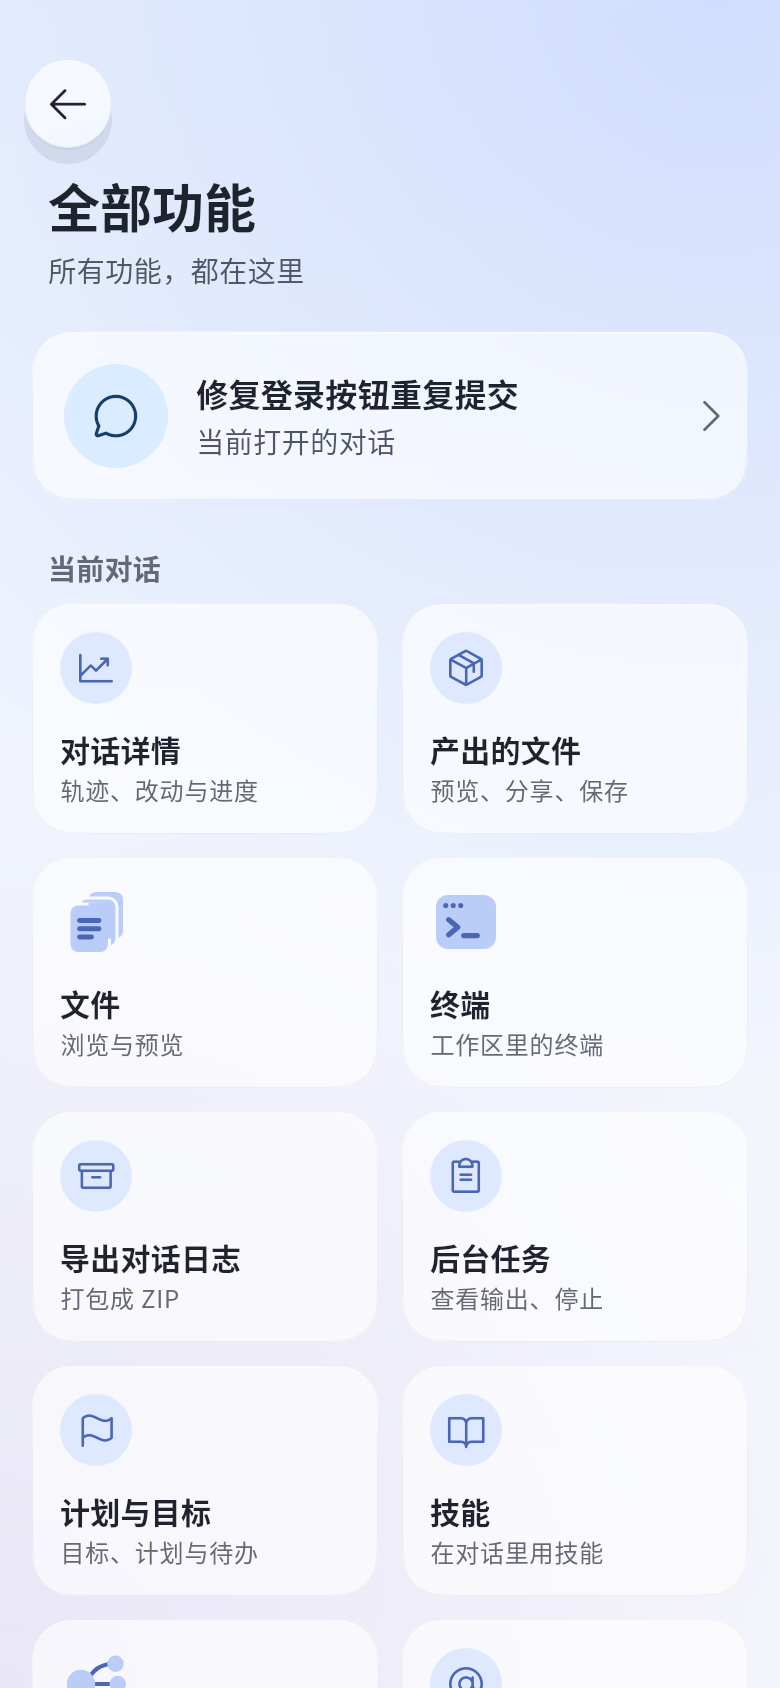 全部功能
所有功能，都在这里
修复登录按钮重复提交
当前打开的对话
当前对话
对话详情
轨迹、改动与进度
产出的文件
预览、分享、保存
文件
浏览与预览
终端
工作区里的终端
导出对话日志
打包成 ZIP
后台任务
查看输出、停止
计划与目标
目标、计划与待办
技能
在对话里用技能